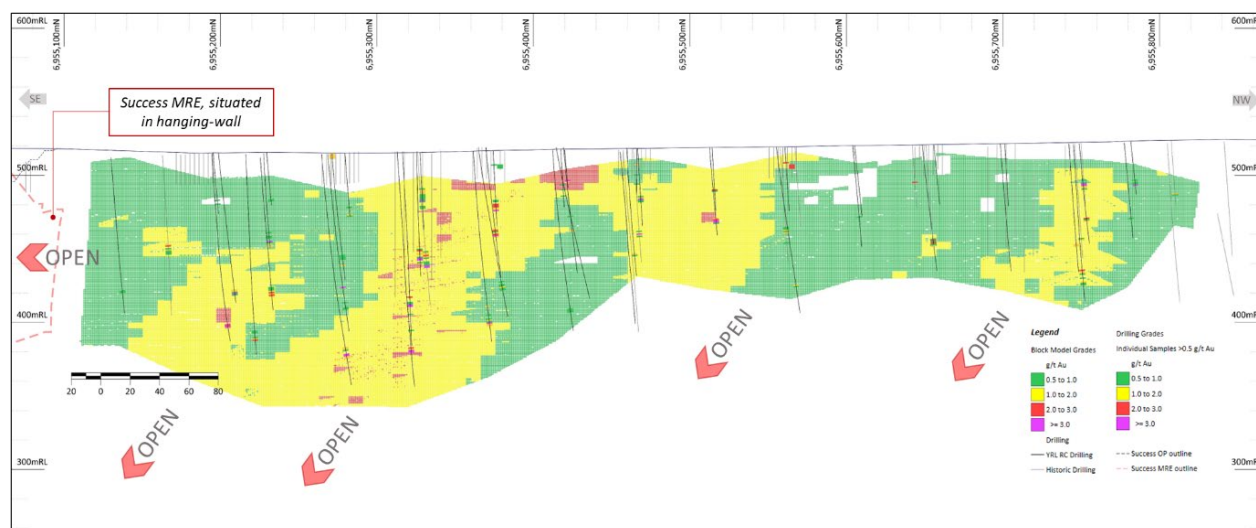 600mRL
6,955,100mN
6,955,200mN
6,955,300mN
6,955,400mN
6,955,500mN
6,955,600mN
6,955,700mN
6,955,800mN
600mRL
SE
NW
Success MRE, situated
in hanging-wall
500mRL
500mRL
OPEN
400mRL
400mRL
OPEN
OPEN
OPEN
OPEN
20 0 20 40 60 80
Legend
Block Model Grades
g/t Au
0.5 to 1.0
1.0 to 2.0
2.0 to 3.0
>= 3.0
Drilling Grades
Individual Samples >0.5 g/t Au
g/t Au
0.5 to 1.0
1.0 to 2.0
2.0 to 3.0
>= 3.0
Drilling
YRL RC Drilling
Historic Drilling
Success OP outline
Success MRE outline
300mRL
300mRL